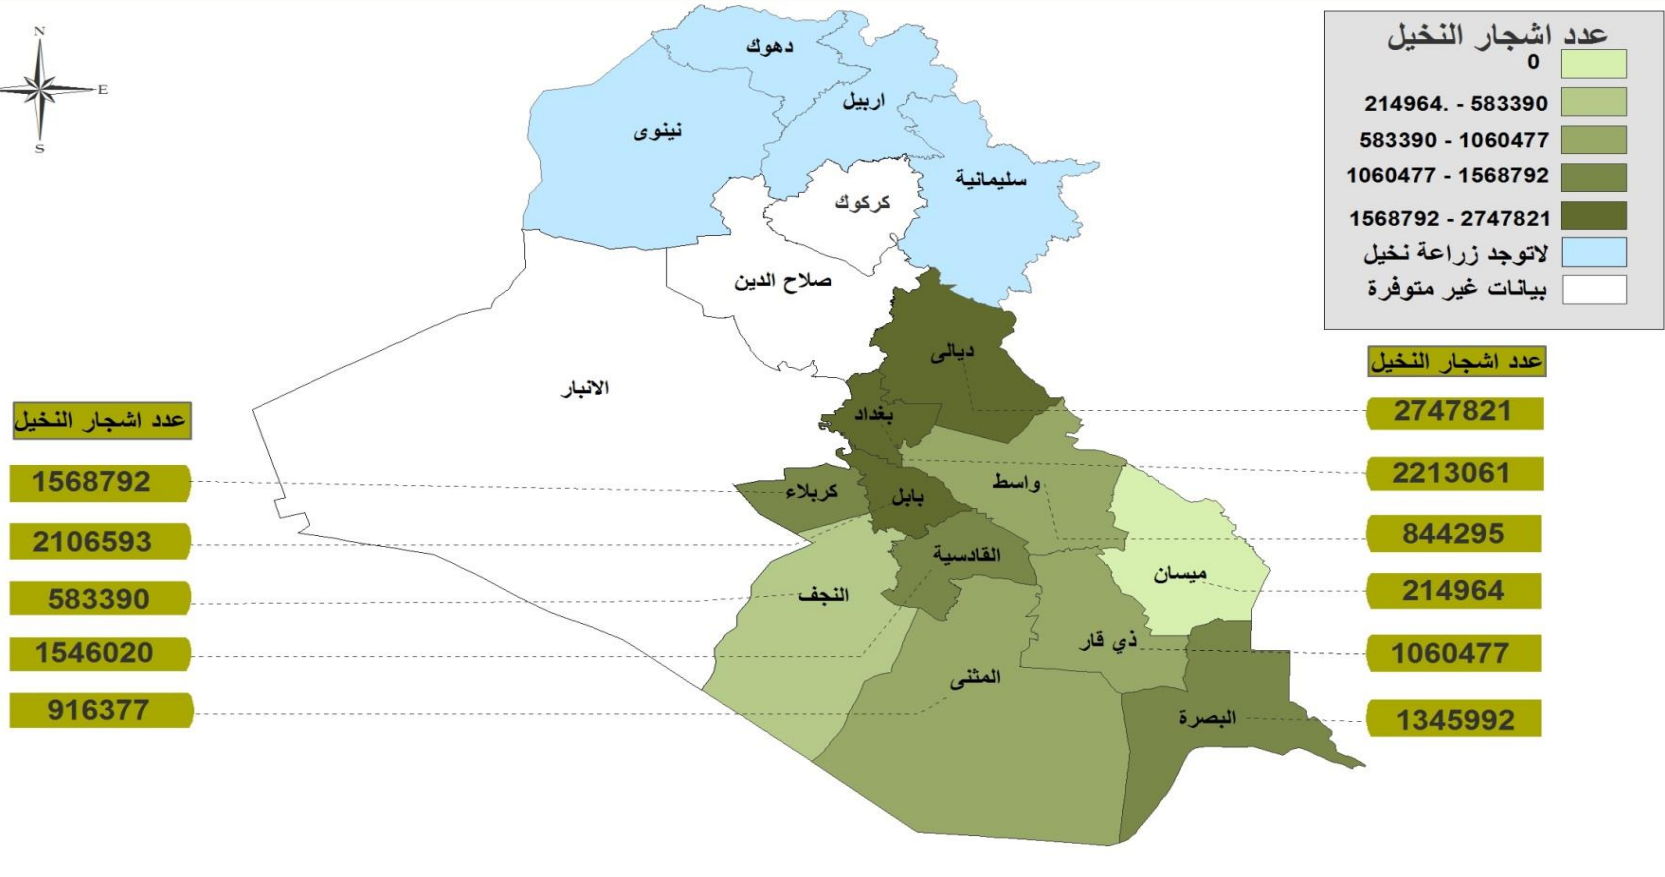 N
E
S
عدد اشجار النخيل
0
214964. - 583390
583390 - 1060477
1060477 - 1568792
1568792 - 2747821
لاتوجد زراعة نخيل
بيانات غير متوفرة
دهوك
اربيل
نينوى
سليمانية
كركوك
صلاح الدين
ديالى
الانبار
بغداد
واسط
كربلاء
بابل
القادسية
ميسان
النجف
ذي قار
المثنى
البصرة
عدد اشجار النخيل
2747821
2213061
844295
214964
1060477
1345992
عدد اشجار النخيل
1568792
2106593
583390
1546020
916377